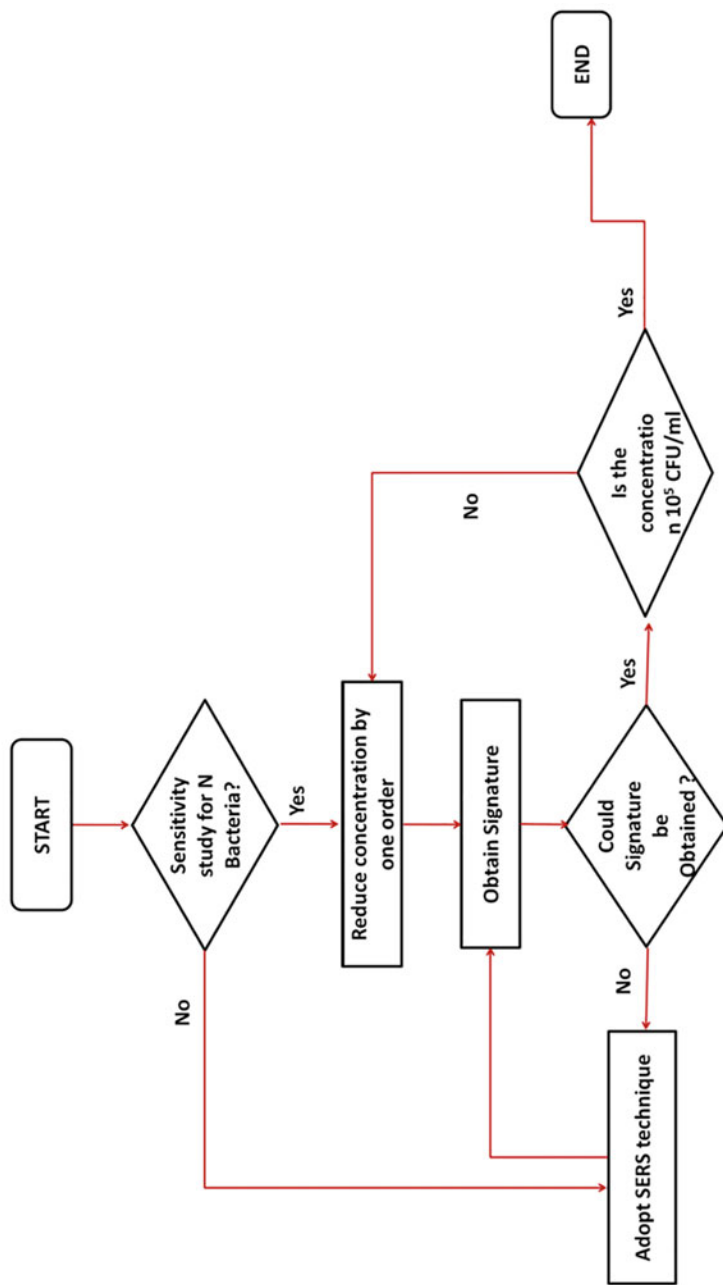 START
Sensitivity
study for N
Bacteria?
No
Yes
Reduce concentration by
one order
Obtain Signature
Could
Signature
be
Obtained ?
No
Yes
Adopt SERS technique
Is the
concentratio
n 10⁵ CFU/ml
No
Yes
END